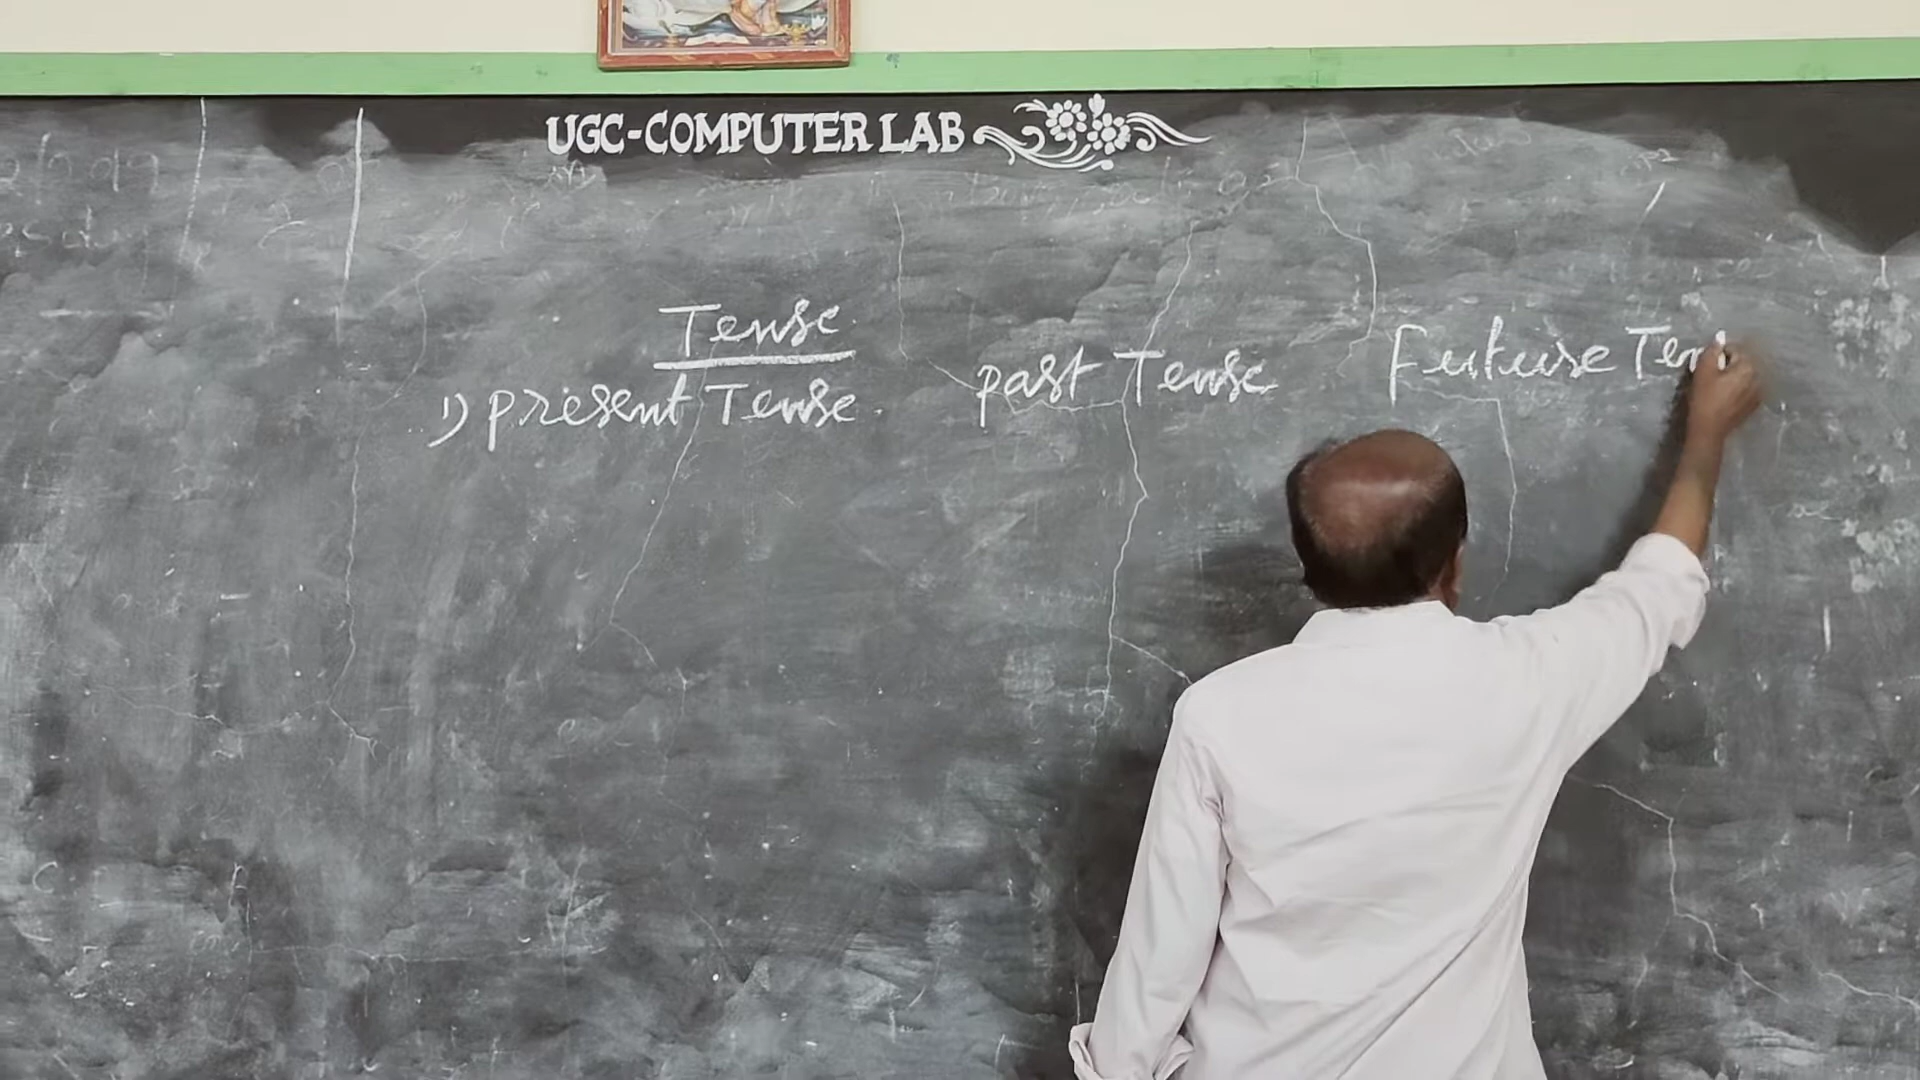 UGC-COMPUTER LAB
Tense
1) present Tense. past Tense Future Ten